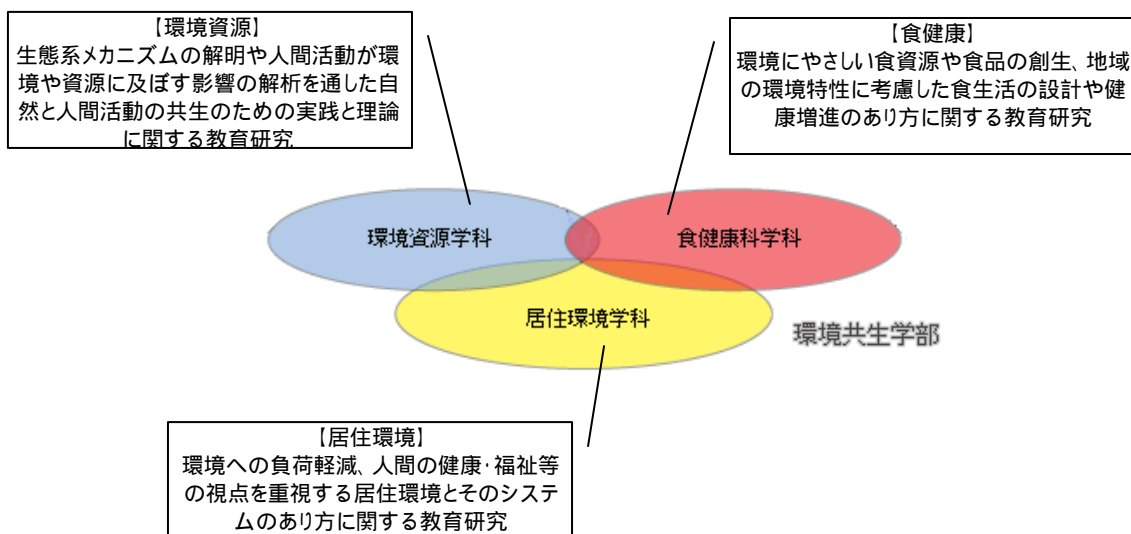 【環境資源】
生態系メカニズムの解明や人間活動が環
境や資源に及ぼす影響の解析を通した自
然と人間活動の共生のための実践と理論
に関する教育研究
【食健康】
環境にやさしい食資源や食品の創生、地域
の環境特性に考慮した食生活の設計や健
康増進のあり方に関する教育研究
環境資源学科
食健康科学科
居住環境学科
環境共生学部
【居住環境】
環境への負荷軽減、人間の健康・福祉等
の視点を重視する居住環境とそのシステ
ムのあり方に関する教育研究